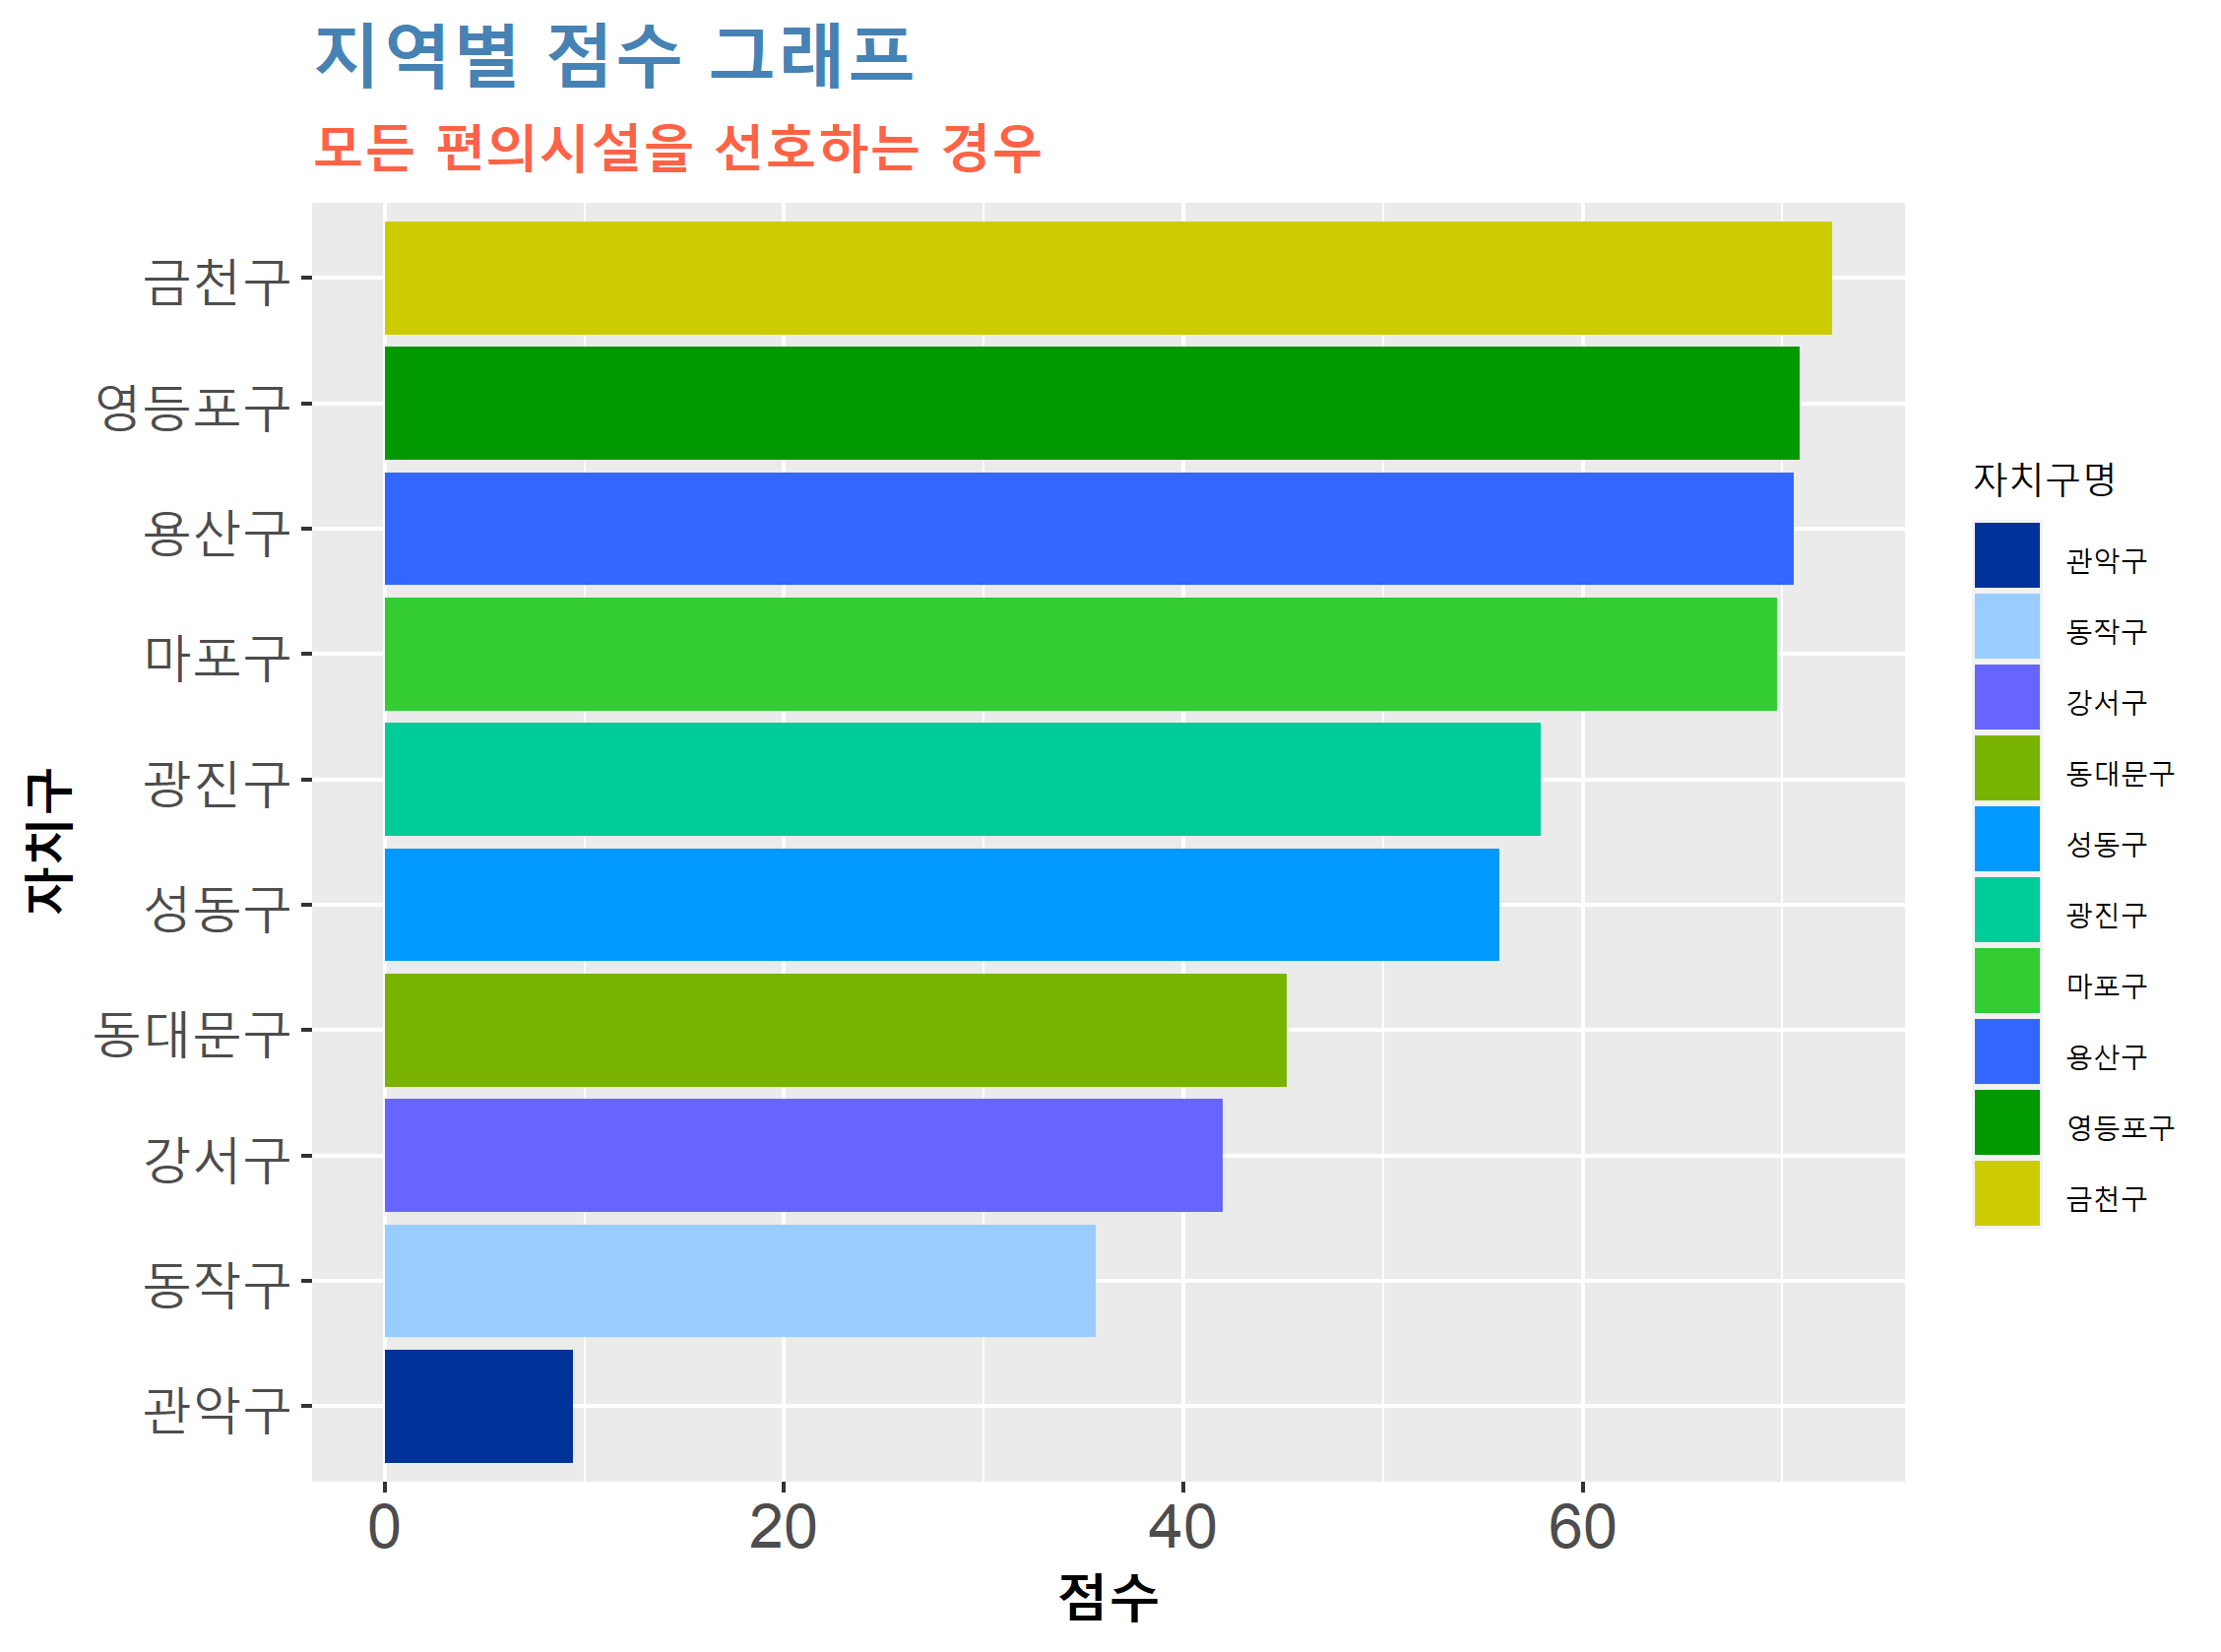 지역별 점수 그래프
모든 편의시설을 선호하는 경우
자치구
금천구
영등포구
용산구
마포구
광진구
성동구
동대문구
강서구
동작구
관악구
0 20 40 60
점수
자치구명
관악구
동작구
강서구
동대문구
성동구
광진구
마포구
용산구
영등포구
금천구